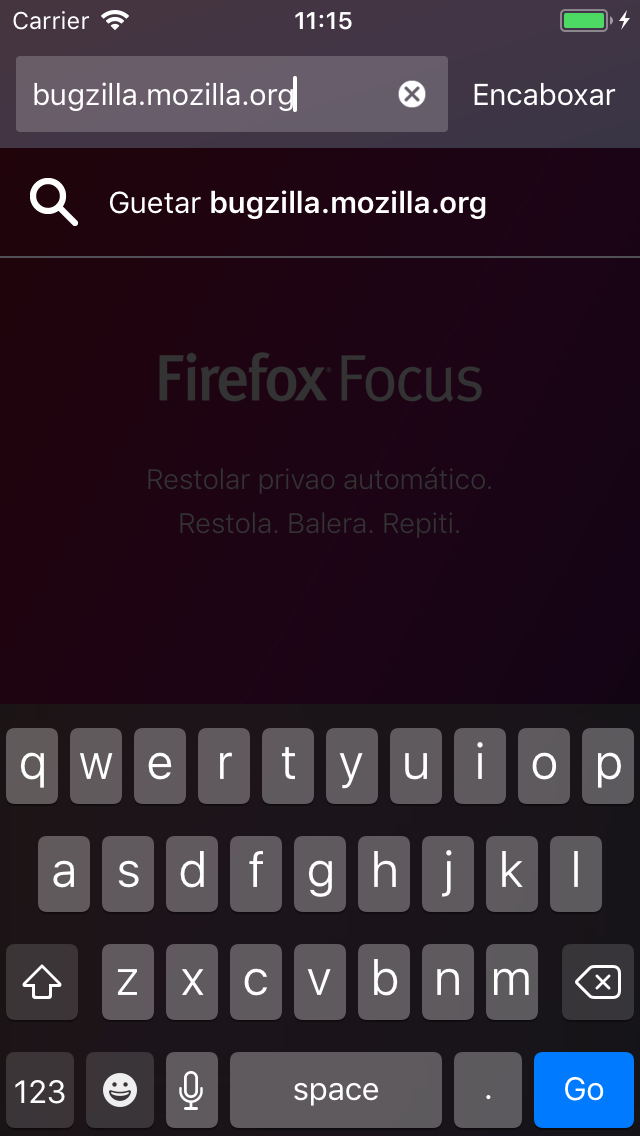 Carrier 11:15
bugzilla.mozilla.org Encaboxar
Guetar bugzilla.mozilla.org
Firefox Focus
Restolar privao automático.
Restola. Balera. Repiti.
q w e r t y u i o p
a s d f g h j k l
z x c v b n m
123 space . Go